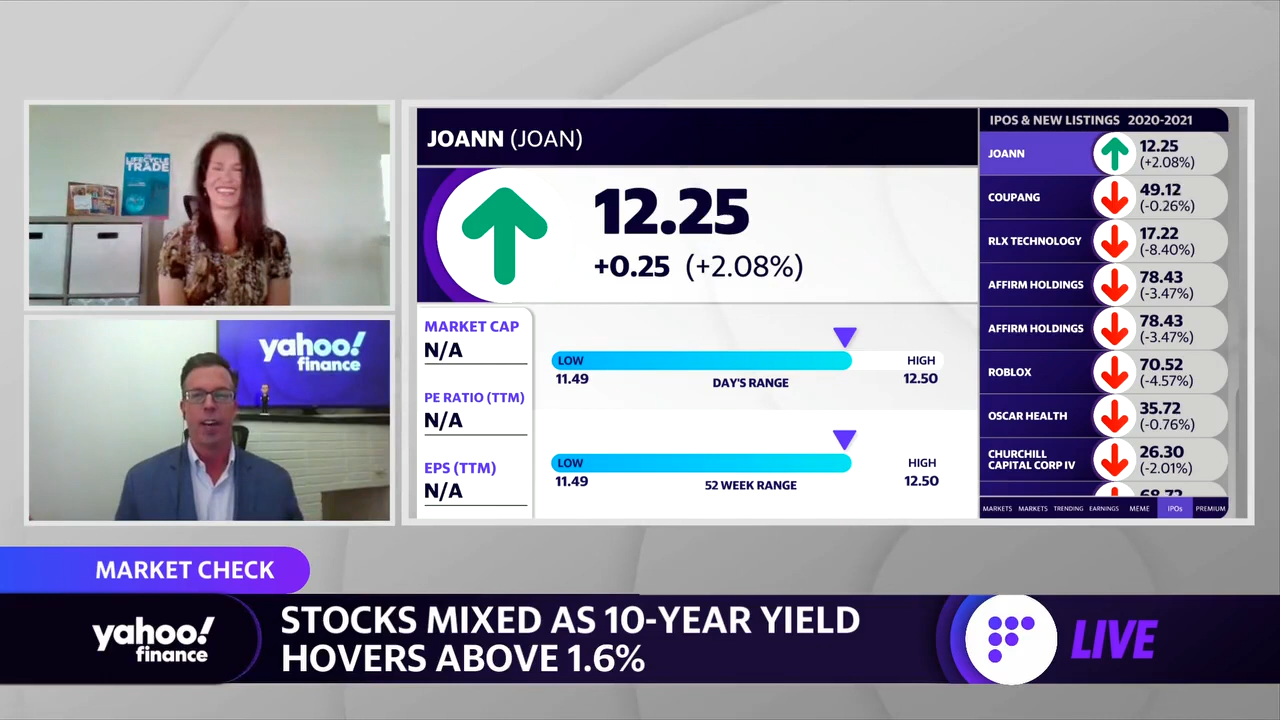 THE
LIFECYCLE
TRADE
yahoo!
finance
JOANN (JOAN)
12.25
+0.25 (+2.08%)
MARKET CAP
N/A
PE RATIO (TTM)
N/A
EPS (TTM)
N/A
LOW HIGH
11.49 DAY'S RANGE 12.50
LOW HIGH
11.49 52 WEEK RANGE 12.50
IPOS & NEW LISTINGS 2020-2021
JOANN 12.25
(+2.08%)
COUPANG 49.12
(-0.26%)
RLX TECHNOLOGY 17.22
(-8.40%)
AFFIRM HOLDINGS 78.43
(-3.47%)
AFFIRM HOLDINGS 78.43
(-3.47%)
ROBLOX 70.52
(-4.57%)
OSCAR HEALTH 35.72
(-0.76%)
CHURCHILL
CAPITAL CORP IV 26.30
(-2.01%)
68.72
MARKETS MARKETS TRENDING EARNINGS MEME IPOs PREMIUM
MARKET CHECK
yahoo!
finance
STOCKS MIXED AS 10-YEAR YIELD
HOVERS ABOVE 1.6%
LIVE